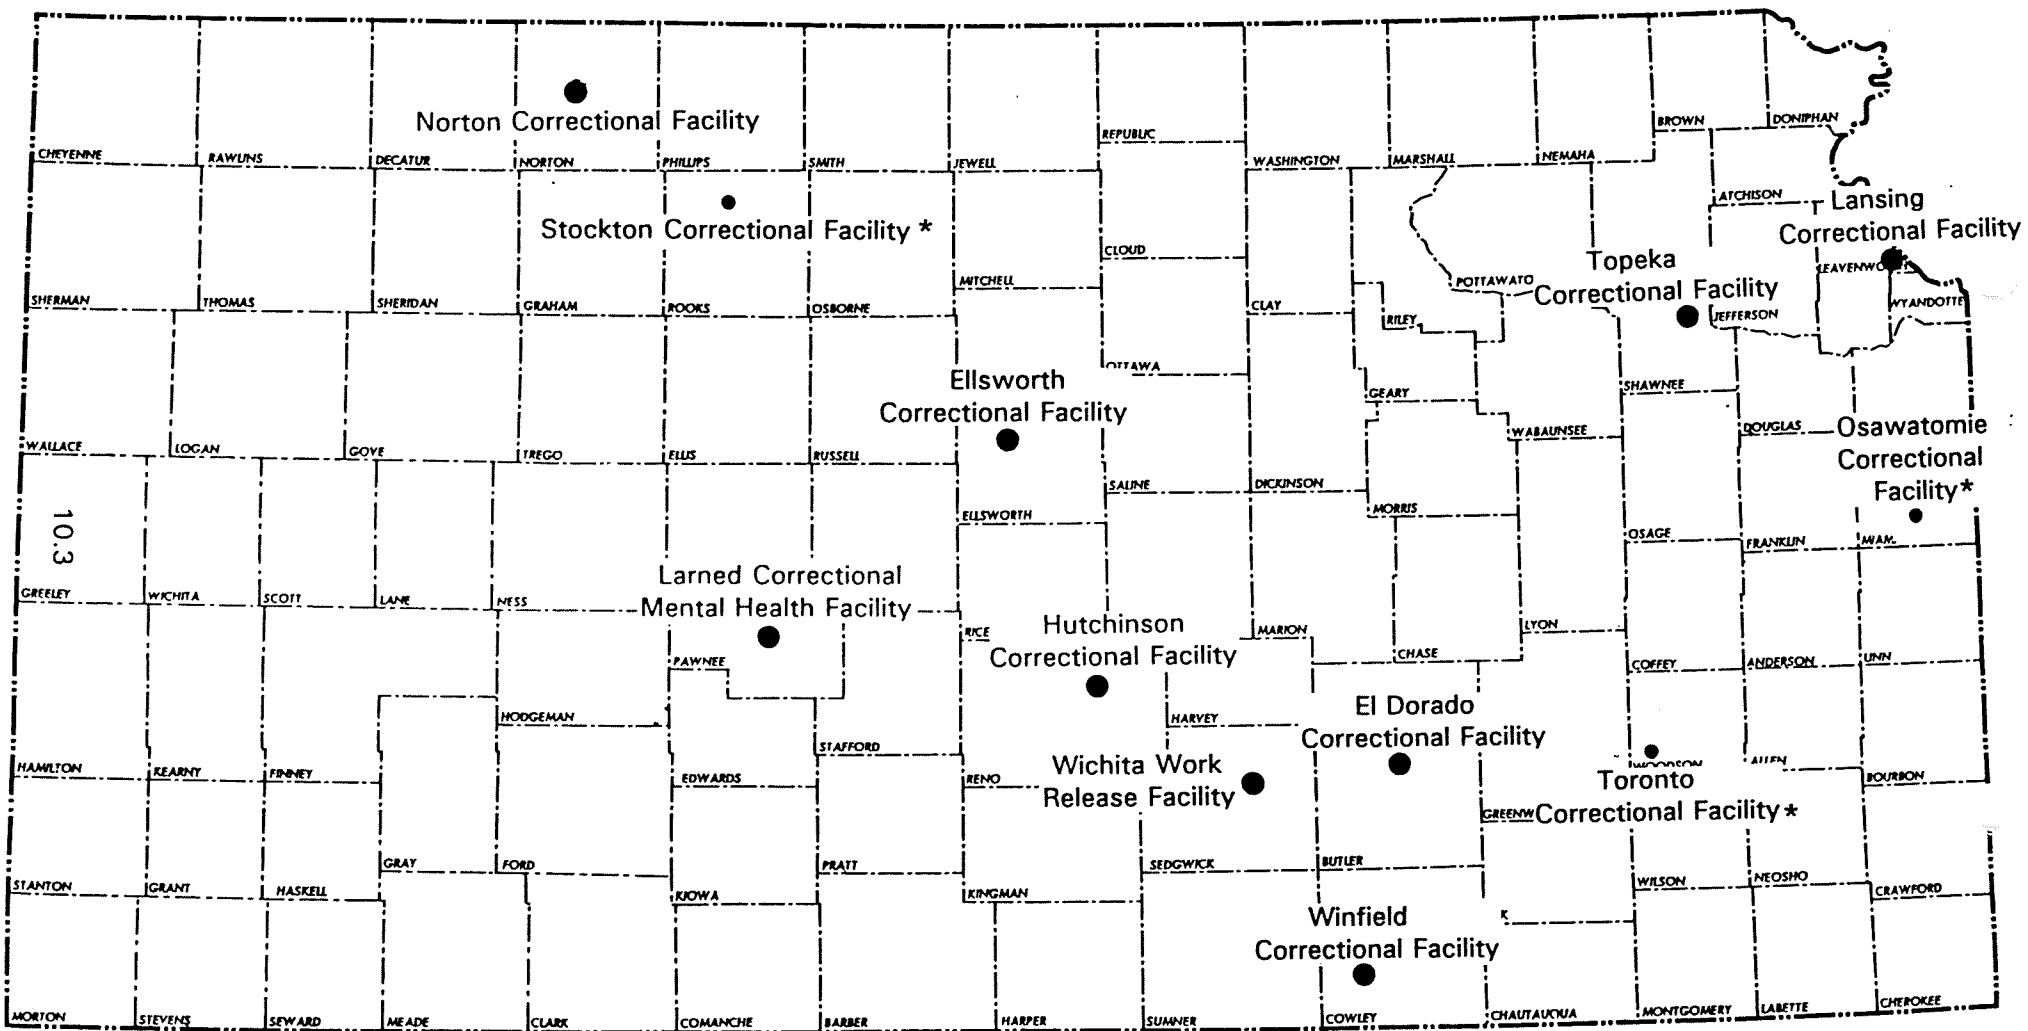 Norton Correctional Facility
REPUBLIC
BROWN
DONIPHAN
CHEYENNE
RAWLINS
DECATUR
NORTON
PHILLIPS
SMITH
JEWELL
WASHINGTON
MARSHALL
NEMAHA
ATCHISON
Lansing
Correctional Facility
Stockton Correctional Facility *
CLOUD
MITCHELL
POTTAWATO
Topeka
Correctional Facility
LEAVENWORTH
WYANDOTTE
SHERMAN
THOMAS
SHERIDAN
GRAHAM
ROOKS
OSBORNE
CLAY
RILEY
JEFFERSON
OTTAWA
Ellsworth
Correctional Facility
GEARY
SHAWNEE
WALLACE
LOGAN
GOVE
TREGO
ELLIS
RUSSELL
WABAUNSEE
DOUGLAS
Osawatomie
Correctional
Facility*
SALINE
DICKINSON
MORRIS
ELLSWORTH
10.3
OSAGE
FRANKLIN
MIAM
Larned Correctional
Mental Health Facility
GREELEY
WICHITA
SCOTT
LANE
NESS
RICE
Hutchinson
Correctional Facility
MARION
LYON
CHASE
PAWNEE
COFFEY
ANDERSON
LINN
HODGEMAN
HARVEY
El Dorado
Correctional Facility
STAFFORD
HAMILTON
KEARNY
FINNEY
EDWARDS
RENO
Wichita Work
Release Facility
WOODSON
ALLEN
BOURBON
Toronto
Correctional Facility*
GREENW
GRAY
FORD
PRATT
SEDGWICK
BUTLER
STANTON
GRANT
HASKELL
KIOWA
KINGMAN
WILSON
NEOSHO
CRAWFORD
Winfield
Correctional Facility
K
MORTON
STEVENS
SEWARD
MEADE
CLARK
COMANCHE
BARBER
HARPER
SUMNER
COWLEY
CHAUTAUQUA
MONTGOMERY
LABETTE
CHEROKEE